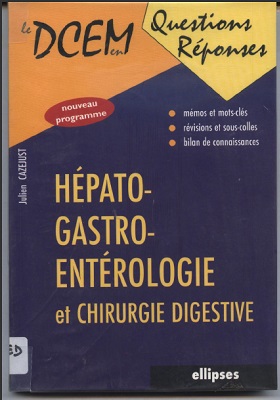 le DCEM en
Questions
Réponses
nouveau
programme
• mémos et mots-clés
• révisions et sous-colles
• bilan de connaissances
Julien CAZEJUST
HÉPATO-
GASTRO-
ENTÉROLOGIE
et CHIRURGIE DIGESTIVE
ellipses